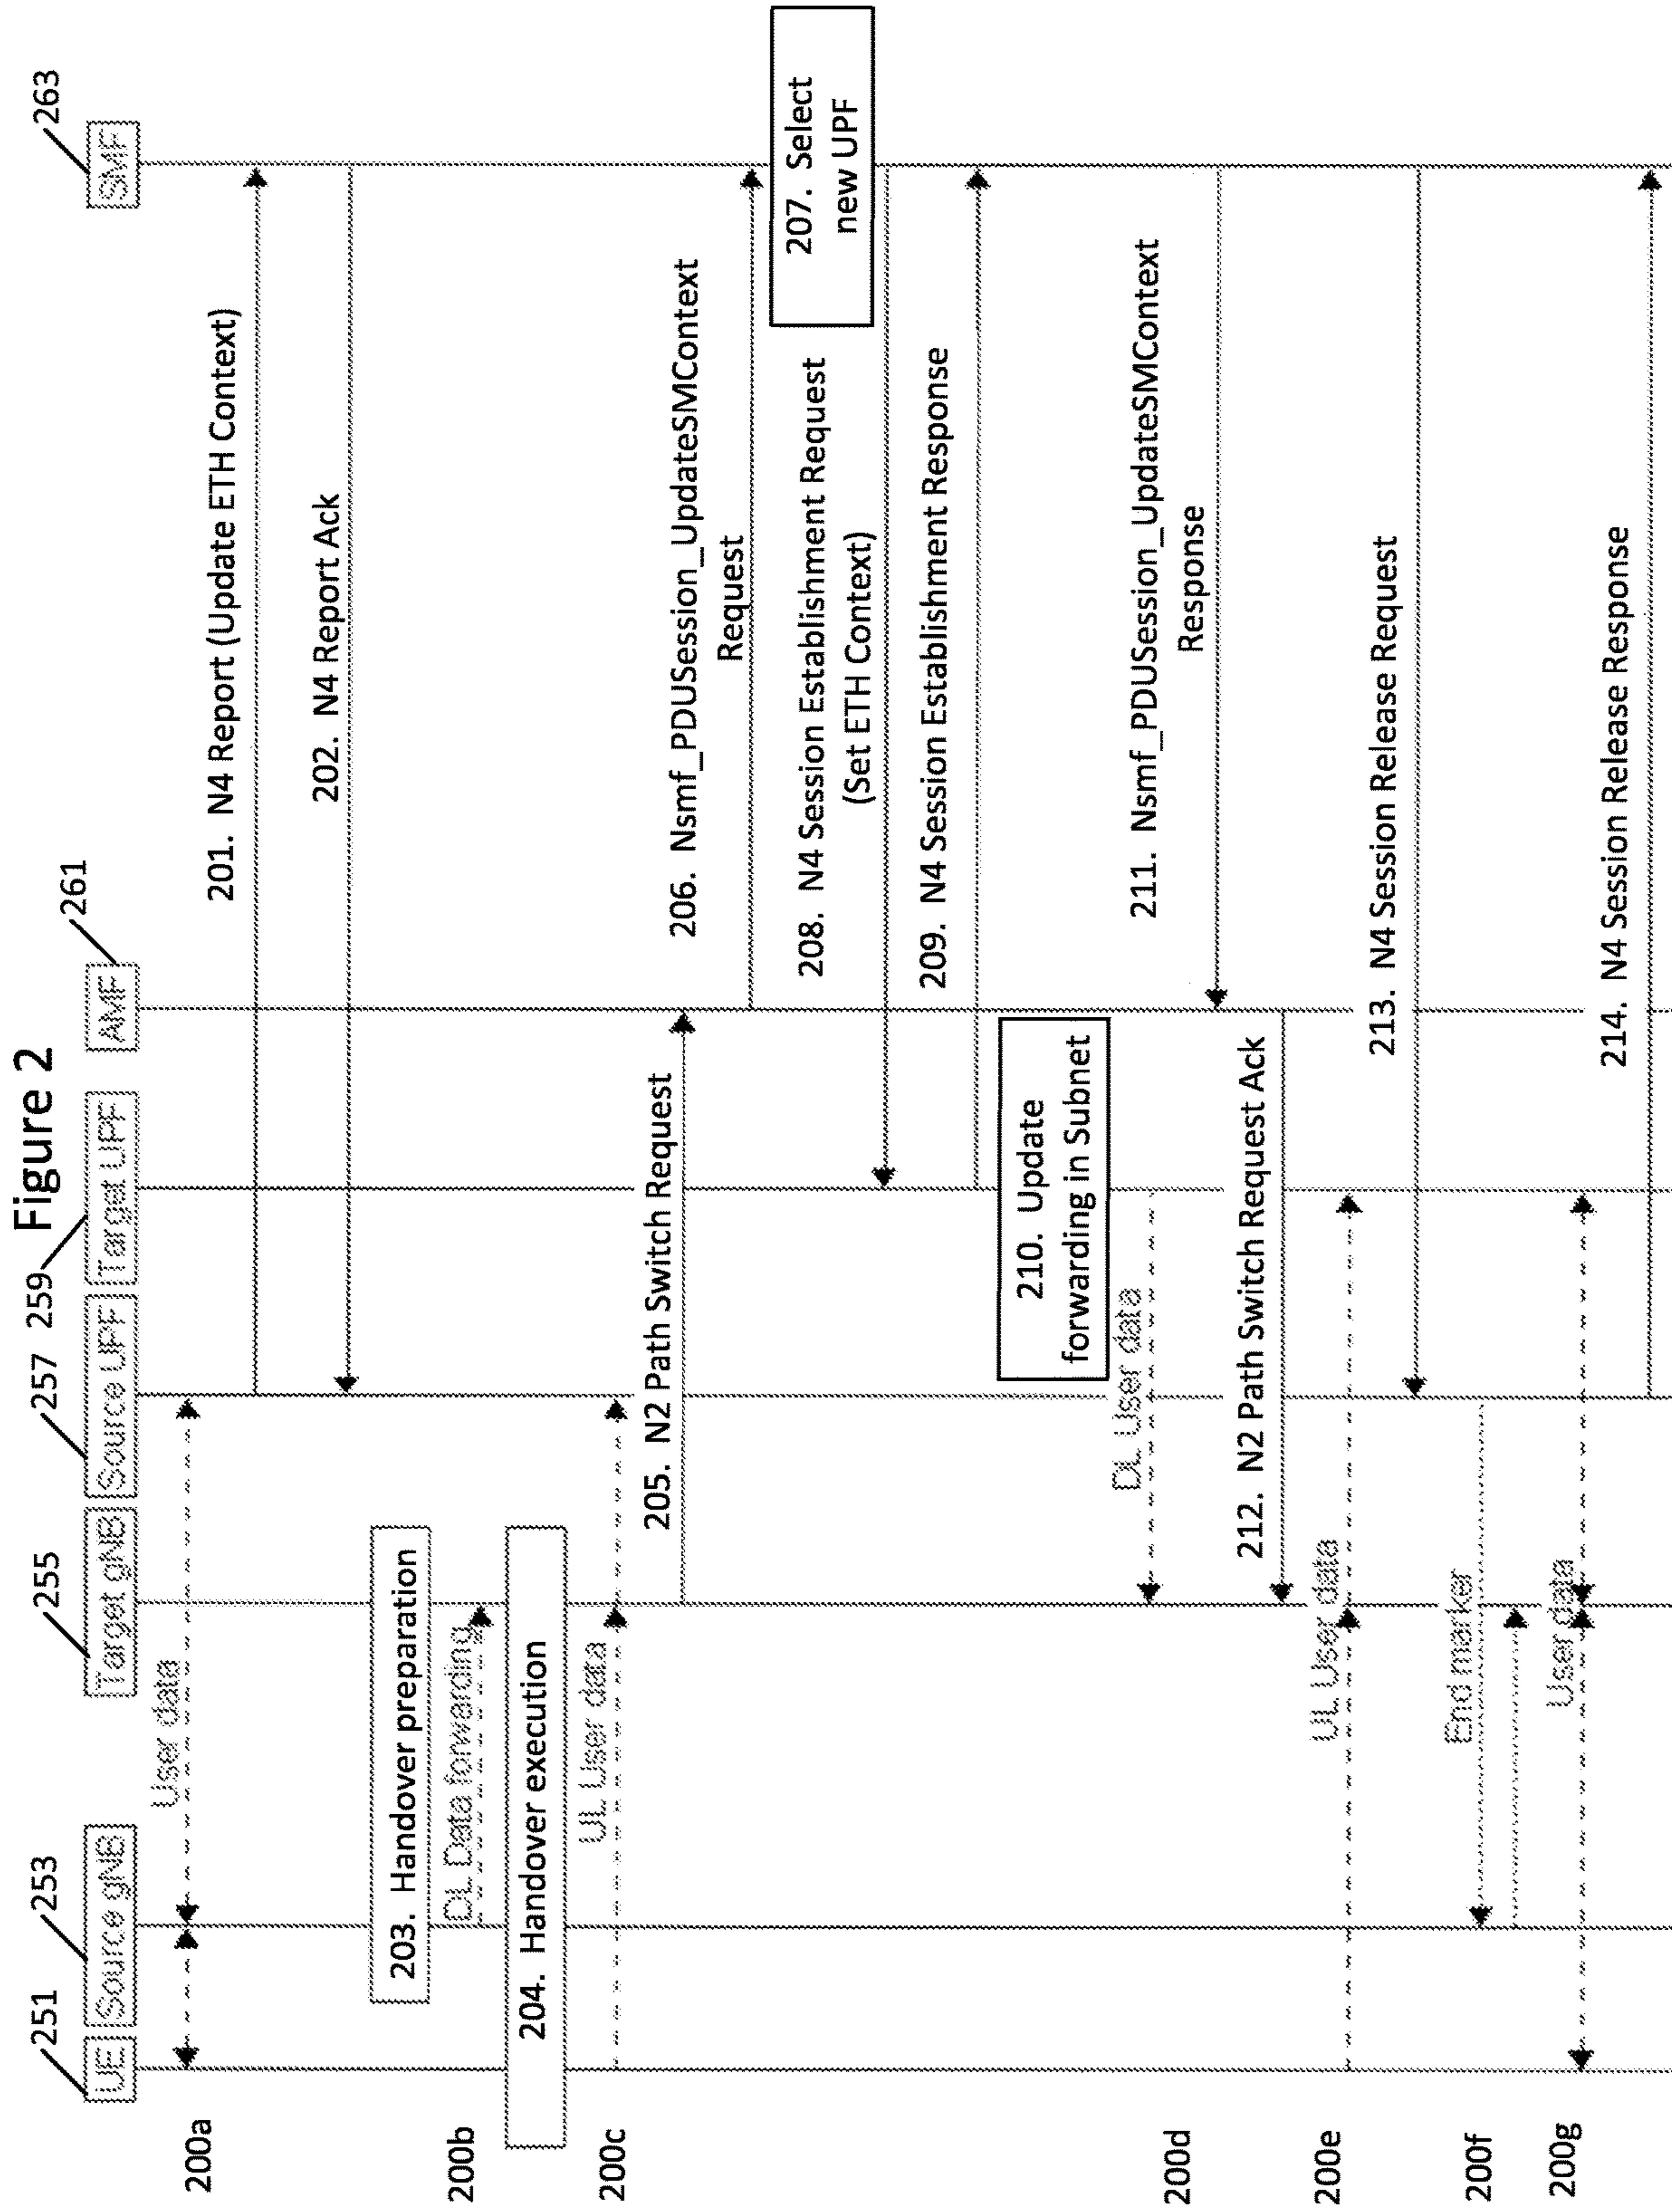 Figure 2
251
253
255
257
259
261
263
UE
Source gNB
Target gNB
Source UPF
Target UPF
AMF
SMF
200a
User data
201. N4 Report (Update ETH Context)
202. N4 Report Ack
203. Handover preparation
200b
DL Data forwarding
204. Handover execution
200c
UL User data
205. N2 Path Switch Request
206. Nsmf_PDUSession_UpdateSMContext
Request
207. Select
new UPF
208. N4 Session Establishment Request
(Set ETH Context)
209. N4 Session Establishment Response
210. Update
forwarding in Subnet
200d
DL User data
211. Nsmf_PDUSession_UpdateSMContext
Response
212. N2 Path Switch Request Ack
200e
UL User data
213. N4 Session Release Request
200f
End marker
200g
User data
214. N4 Session Release Response